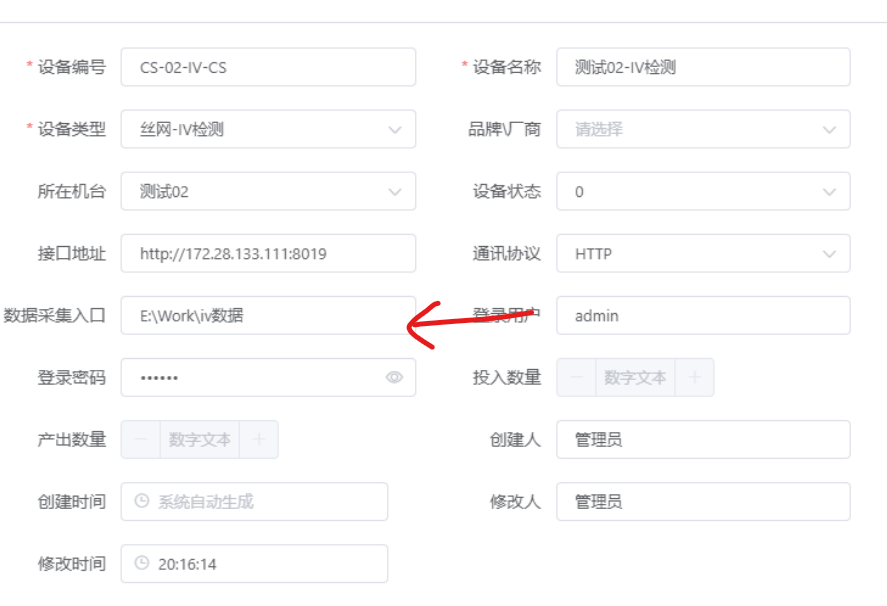 * 设备编号 CS-02-IV-CS * 设备名称 测试02-IV检测
* 设备类型 丝网-IV检测 品牌\厂商 请选择
所在机台 测试02 设备状态 0
接口地址 http://172.28.133.111:8019 通讯协议 HTTP
数据采集入口 E:\Work\iv数据 登录用户 admin
登录密码 •••••• 投入数量 − 数字文本 +
产出数量 − 数字文本 + 创建人 管理员
创建时间 系统自动生成 修改人 管理员
修改时间 20:16:14